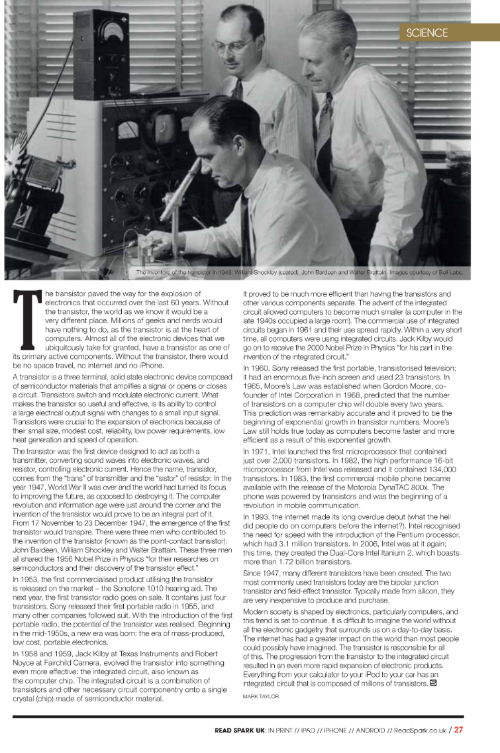 SCIENCE
The inventors of the transistor in 1948: William Shockley (seated), John Bardeen and Walter Brattain. Images courtesy of Bell Labs.
The transistor paved the way for the explosion of
electronics that occurred over the last 60 years. Without
the transistor, the world as we know it would be a
very different place. Millions of geeks and nerds would
have nothing to do, as the transistor is at the heart of
computers. Almost all of the electronic devices that we
ubiquitously take for granted, have a transistor as one of
its primary active components. Without the transistor, there would
be no space travel, no internet and no iPhone.
A transistor is a three terminal, solid state electronic device composed
of semiconductor materials that amplifies a signal or opens or closes
a circuit. Transistors switch and modulate electronic current. What
makes the transistor so useful and effective, is its ability to control
a large electrical output signal with changes to a small input signal.
Transistors were crucial to the expansion of electronics because of
their small size, modest cost, reliability, low power requirements, low
heat generation and speed of operation.
The transistor was the first device designed to act as both a
transmitter, converting sound waves into electronic waves, and
resistor, controlling electronic current. Hence the name, transistor,
comes from the "trans" of transmitter and the "sistor" of resistor. In the
year 1947, World War II was over and the world had turned its focus
to improving the future, as opposed to destroying it. The computer
revolution and information age were just around the corner and the
invention of the transistor would prove to be an integral part of it.
From 17 November to 23 December 1947, the emergence of the first
transistor would transpire. There were three men who contributed to
the invention of the transistor (known as the point-contact transistor):
John Bardeen, William Shockley and Walter Brattain. These three men
all shared the 1956 Nobel Prize in Physics "for their researches on
semiconductors and their discovery of the transistor effect."
In 1953, the first commercialised product utilising the transistor
is released on the market – the Sonotone 1010 hearing aid. The
next year, the first transistor radio goes on sale. It contains just four
transistors. Sony released their first portable radio in 1955, and
many other companies followed suit. With the introduction of the first
portable radio, the potential of the transistor was realised. Beginning
in the mid-1950s, a new era was born: the era of mass-produced,
low cost, portable electronics.
In 1958 and 1959, Jack Kilby at Texas Instruments and Robert
Noyce at Fairchild Camera, evolved the transistor into something
even more effective: the integrated circuit, also known as
the computer chip. The integrated circuit is a combination of
transistors and other necessary circuit componentry onto a single
crystal (chip) made of semiconductor material.
It proved to be much more efficient than having the transistors and
other various components separate. The advent of the integrated
circuit allowed computers to become much smaller (a computer in the
late 1940s occupied a large room). The commercial use of integrated
circuits began in 1961 and their use spread rapidly. Within a very short
time, all computers were using integrated circuits. Jack Kilby would
go on to receive the 2000 Nobel Prize in Physics "for his part in the
invention of the integrated circuit."
In 1960, Sony released the first portable, transistorised television;
it had an enormous five-inch screen and used 23 transistors. In
1965, Moore's Law was established when Gordon Moore, co-
founder of Intel Corporation in 1968, predicted that the number
of transistors on a computer chip will double every two years.
This prediction was remarkably accurate and it proved to be the
beginning of exponential growth in transistor numbers. Moore's
Law still holds true today as computers become faster and more
efficient as a result of this exponential growth.
In 1971, Intel launched the first microprocessor that contained
just over 2,000 transistors. In 1982, the high performance 16-bit
microprocessor from Intel was released and it contained 134,000
transistors. In 1983, the first commercial mobile phone became
available with the release of the Motorola DynaTAC 800x. The
phone was powered by transistors and was the beginning of a
revolution in mobile communication.
In 1993, the internet made its long overdue debut (what the hell
did people do on computers before the internet?). Intel recognised
the need for speed with the introduction of the Pentium processor,
which had 3.1 million transistors. In 2006, Intel was at it again;
this time, they created the Dual-Core Intel Itanium 2, which boasts
more than 1.72 billion transistors.
Since 1947, many different transistors have been created. The two
most commonly used transistors today are the bipolar junction
transistor and field-effect transistor. Typically made from silicon, they
are very inexpensive to produce and purchase.
Modern society is shaped by electronics, particularly computers, and
this trend is set to continue. It is difficult to imagine the world without
all the electronic gadgetry that surrounds us on a day-to-day basis.
The internet has had a greater impact on the world than most people
could possibly have imagined. The transistor is responsible for all
of this. The progression from the transistor to the integrated circuit
resulted in an even more rapid expansion of electronic products.
Everything from your calculator to your iPod to your car has an
integrated circuit that is composed of millions of transistors.
MARK TAYLOR
READ SPARK UK: IN PRINT // IPAD // IPHONE // ANDROID // ReadSpark.co.uk / 27